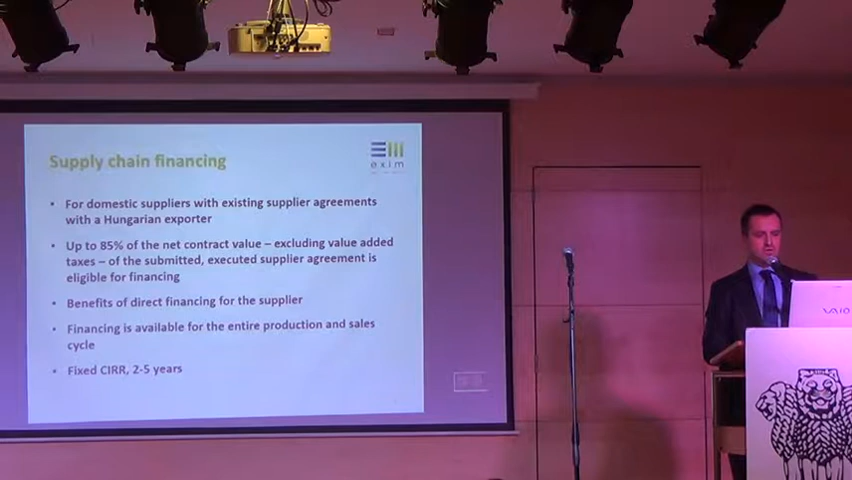 Supply chain financing
exim
• For domestic suppliers with existing supplier agreements
with a Hungarian exporter
• Up to 85% of the net contract value – excluding value added
taxes – of the submitted, executed supplier agreement is
eligible for financing
• Benefits of direct financing for the supplier
• Financing is available for the entire production and sales
cycle
• Fixed CIRR, 2-5 years
VAIO